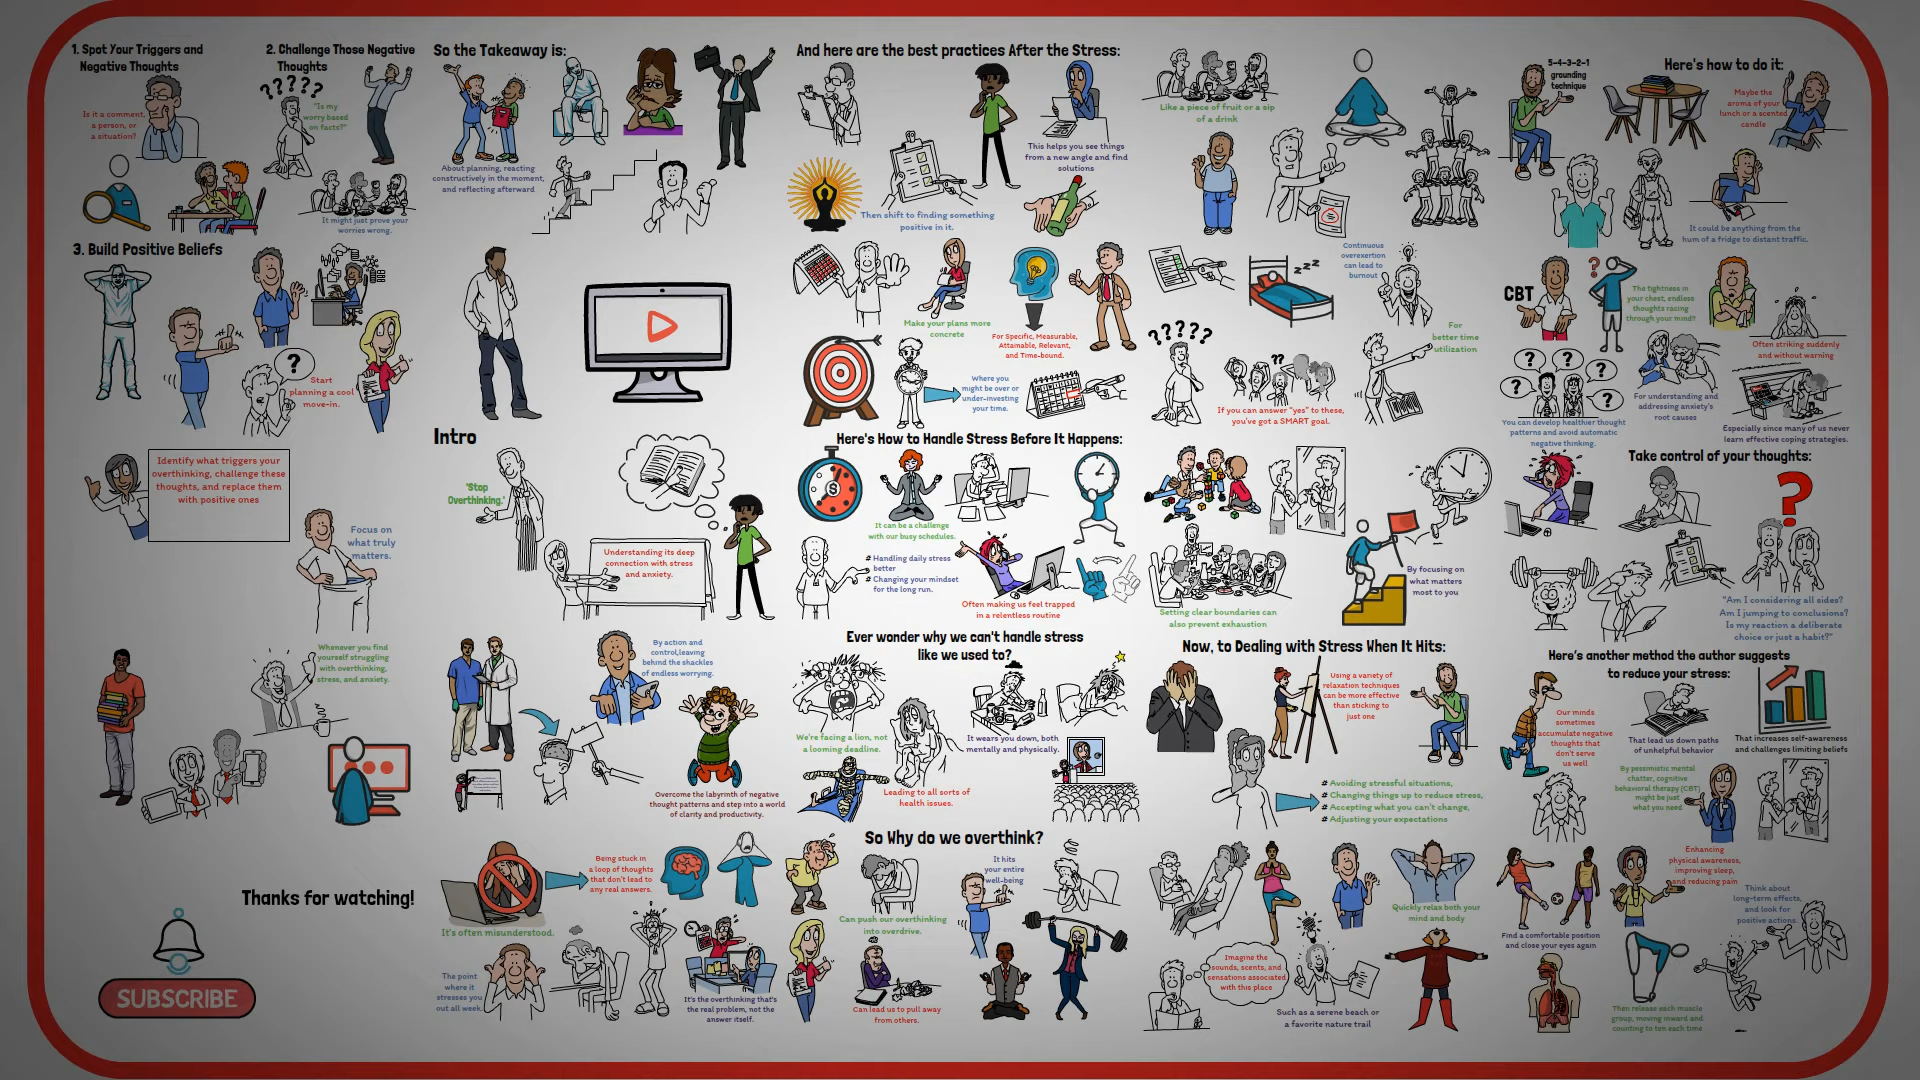 1. Spot Your Triggers and
Negative Thoughts
Is it a comment,
a person, or
a situation?
2. Challenge Those Negative
Thoughts
????
"Is my
worry based
on facts?"
It might just prove your
worries wrong.
3. Build Positive Beliefs
?
Start
planning a cool
move-in.
Identify what triggers your
overthinking, challenge these
thoughts, and replace them
with positive ones
Focus on
what truly
matters.
Whenever you find
yourself struggling
with overthinking,
stress, and anxiety.
Thanks for watching!
SUBSCRIBE
So the Takeaway is:
About planning, reacting
constructively in the moment,
and reflecting afterward
Intro
'Stop
Overthinking.'
Understanding its deep
connection with stress
and anxiety.
By action and
control,leaving
behind the shackles
of endless worrying.
Overcome the labyrinth of negative
thought patterns and step into a world
of clarity and productivity.
It's often misunderstood.
Being stuck in
a loop of thoughts
that don't lead to
any real answers.
The point
where it
stresses you
out all week.
It's the overthinking that's
the real problem, not the
answer itself.
And here are the best practices After the Stress:
This helps you see things
from a new angle and find
solutions
Then shift to finding something
positive in it.
Like a piece of fruit or a sip
of a drink
Make your plans more
concrete
For Specific, Measurable,
Attainable, Relevant,
and Time-bound.
Where you
might be over or
under-investing
your time.
Continuous
overexertion
can lead to
burnout
zzz
?????
??
If you can answer "yes" to these,
you've got a SMART goal.
For
better time
utilization
Here's How to Handle Stress Before It Happens:
$
It can be a challenge
with our busy schedules.
# Handling daily stress
better
# Changing your mindset
for the long run.
Often making us feel trapped
in a relentless routine
Setting clear boundaries can
also prevent exhaustion
By focusing on
what matters
most to you
Ever wonder why we can't handle stress
like we used to?
We're facing a lion, not
a looming deadline.
It wears you down, both
mentally and physically.
Leading to all sorts of
health issues.
So Why do we overthink?
Can push our overthinking
into overdrive.
It hits
your entire
well-being
Can lead us to pull away
from others.
Now, to Dealing with Stress When It Hits:
Using a variety of
relaxation techniques
can be more effective
than sticking to
just one
# Avoiding stressful situations,
# Changing things up to reduce stress,
# Accepting what you can't change,
# Adjusting your expectations
Quickly relax both your
mind and body
Imagine the
sounds, scents, and
sensations associated
with this place
Such as a serene beach or
a favorite nature trail
5-4-3-2-1
grounding
technique
Here's how to do it:
Maybe the
aroma of your
lunch or a scented
candle
It could be anything from the
hum of a fridge to distant traffic.
CBT
?
The tightness in
your chest, endless
thoughts racing
through your mind?
Often striking suddenly
and without warning
? ? ? ? ?
You can develop healthier thought
patterns and avoid automatic
negative thinking.
For understanding and
addressing anxiety's
root causes
Especially since many of us never
learn effective coping strategies.
Take control of your thoughts:
?
"Am I considering all sides?
Am I jumping to conclusions?
Is my reaction a deliberate
choice or just a habit?"
Here's another method the author suggests
to reduce your stress:
Our minds
sometimes
accumulate negative
thoughts that
don't serve
us well
That lead us down paths
of unhelpful behavior
That increases self-awareness
and challenges limiting beliefs
By pessimistic mental
chatter, cognitive
behavioral therapy (CBT)
might be just
what you need
Find a comfortable position
and close your eyes again
Enhancing
physical awareness,
improving sleep,
and reducing pain
Think about
long-term effects,
and look for
positive actions.
Then release each muscle
group, moving inward and
counting to ten each time